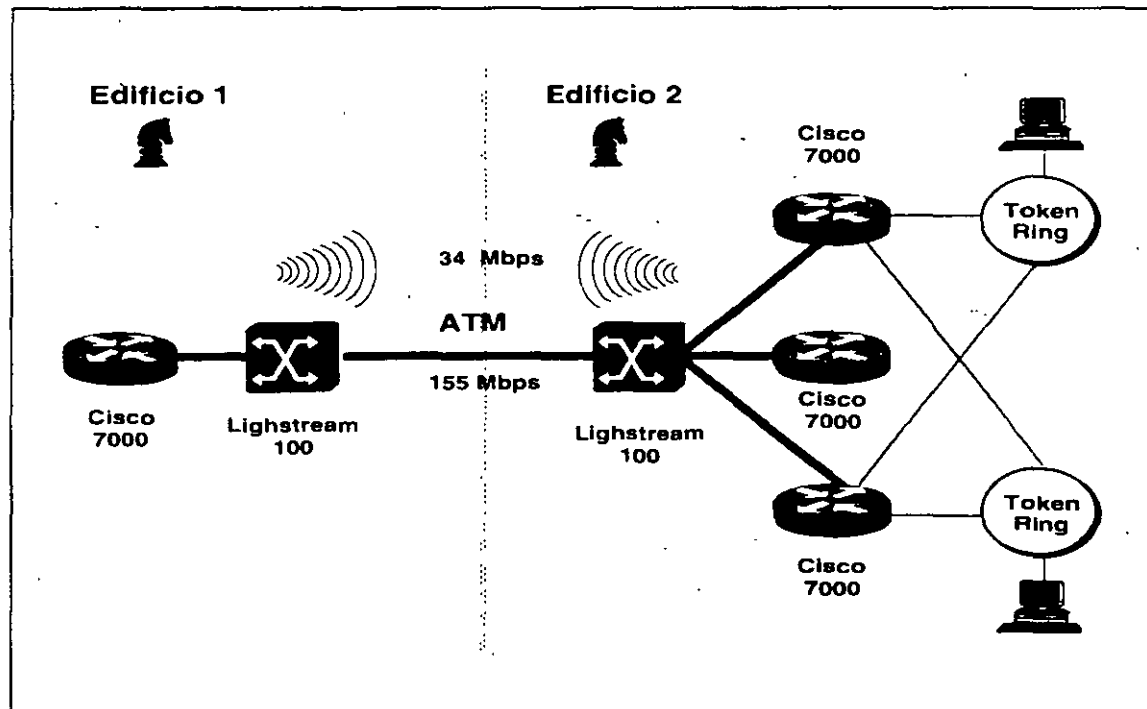 Edificio 1
Edificio 2
Cisco
7000
Token
Ring
34 Mbps
ATM
155 Mbps
Cisco
7000
Lighstream
100
Lighstream
100
Cisco
7000
Token
Ring
Cisco
7000